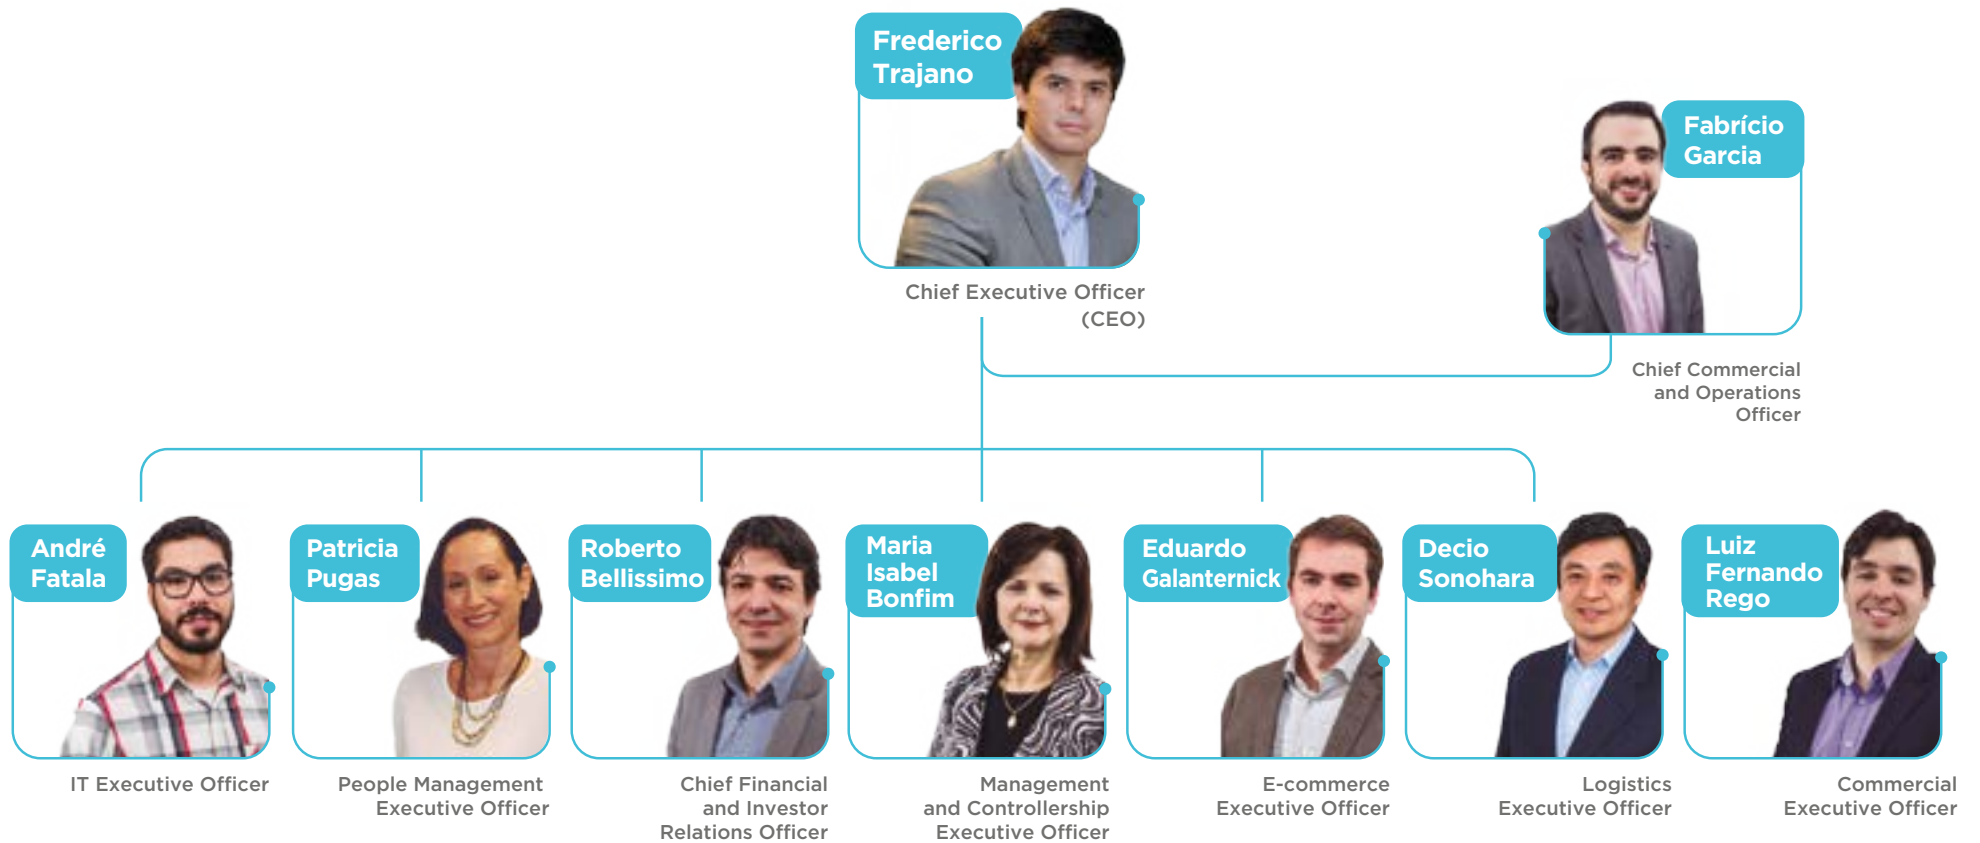 Frederico
Trajano
Chief Executive Officer
(CEO)
Fabrício
Garcia
Chief Commercial
and Operations
Officer
André
Fatala
IT Executive Officer
Patricia
Pugas
People Management
Executive Officer
Roberto
Bellissimo
Chief Financial
and Investor
Relations Officer
Maria
Isabel
Bonfim
Management
and Controllership
Executive Officer
Eduardo
Galanternick
E-commerce
Executive Officer
Decio
Sonohara
Logistics
Executive Officer
Luiz
Fernando
Rego
Commercial
Executive Officer